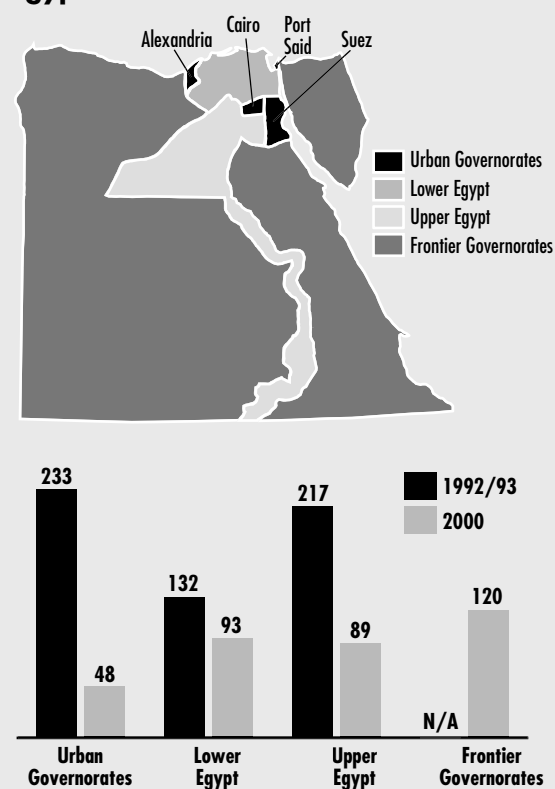 Cairo
Port
Said
Alexandria
Suez
Urban Governorates
Lower Egypt
Upper Egypt
Frontier Governorates
233
48
132
93
217
89
N/A
120
1992/93
2000
Urban
Governorates
Lower
Egypt
Upper
Egypt
Frontier
Governorates